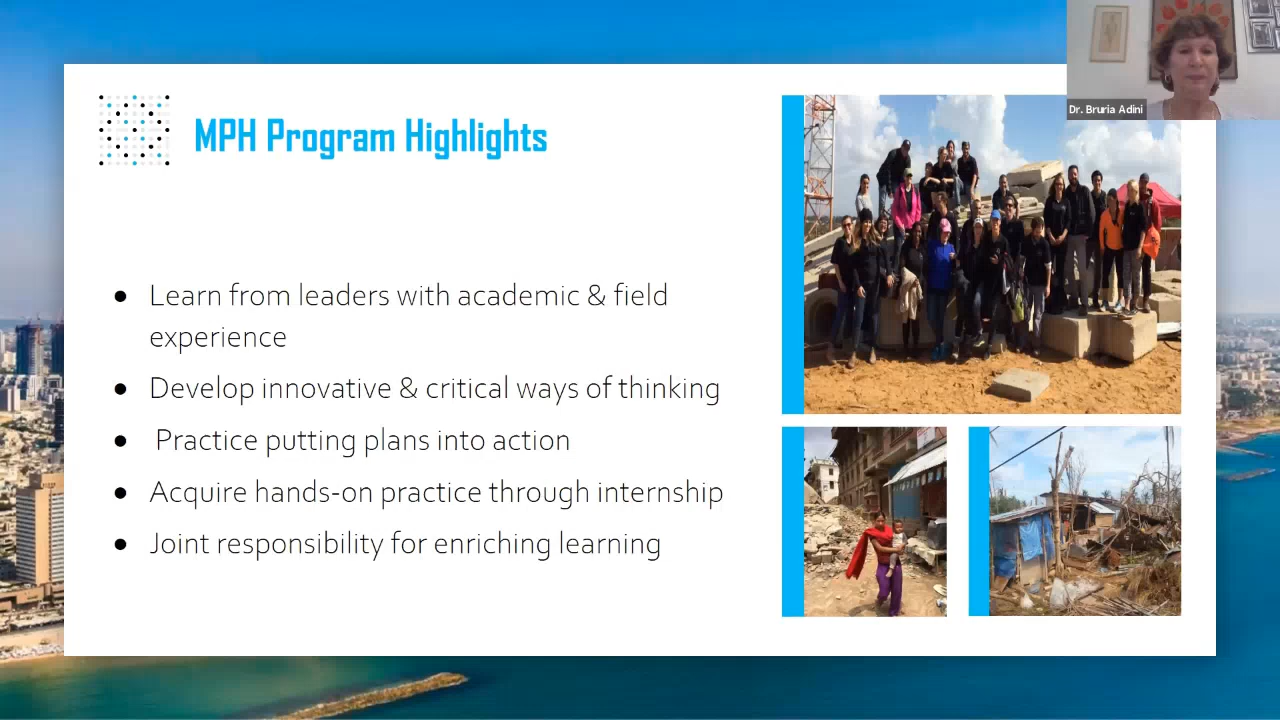 Dr. Bruria Adini
MPH Program Highlights
● Learn from leaders with academic & field
experience
● Develop innovative & critical ways of thinking
● Practice putting plans into action
● Acquire hands-on practice through internship
● Joint responsibility for enriching learning